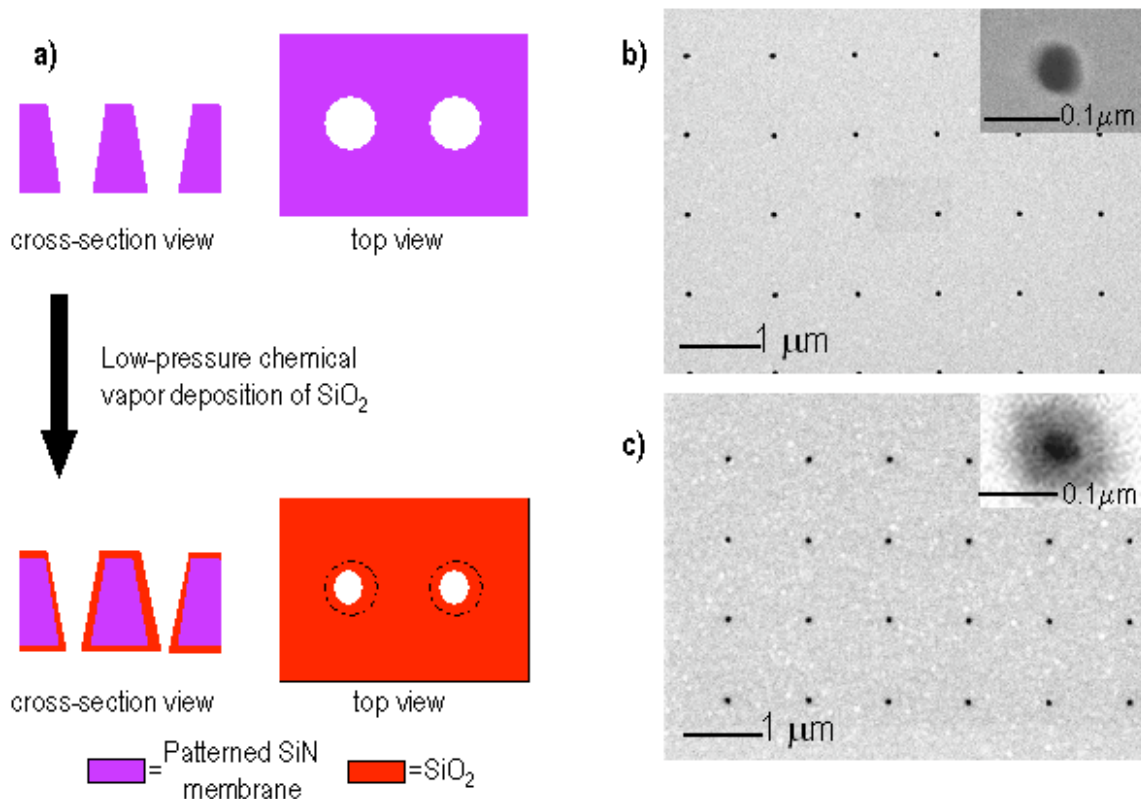 a)
cross-section view
top view
Low-pressure chemical
vapor deposition of SiO₂
cross-section view
top view
=Patterned SiN
membrane
=SiO₂
b)
0.1μm
1 μm
c)
0.1μm
1 μm